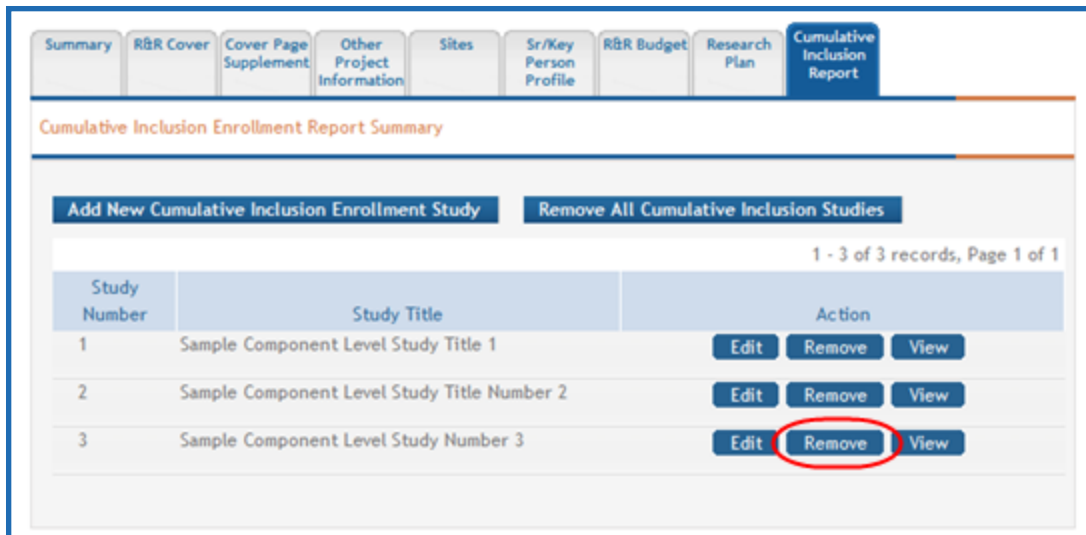 Summary
R&R Cover
Cover Page
Supplement
Other
Project
Information
Sites
Sr/Key
Person
Profile
R&R Budget
Research
Plan
Cumulative
Inclusion
Report
Cumulative Inclusion Enrollment Report Summary
Add New Cumulative Inclusion Enrollment Study Remove All Cumulative Inclusion Studies
1 - 3 of 3 records, Page 1 of 1
Study
Number Study Title Action
1 Sample Component Level Study Title 1 Edit Remove View
2 Sample Component Level Study Title Number 2 Edit Remove View
3 Sample Component Level Study Number 3 Edit Remove View